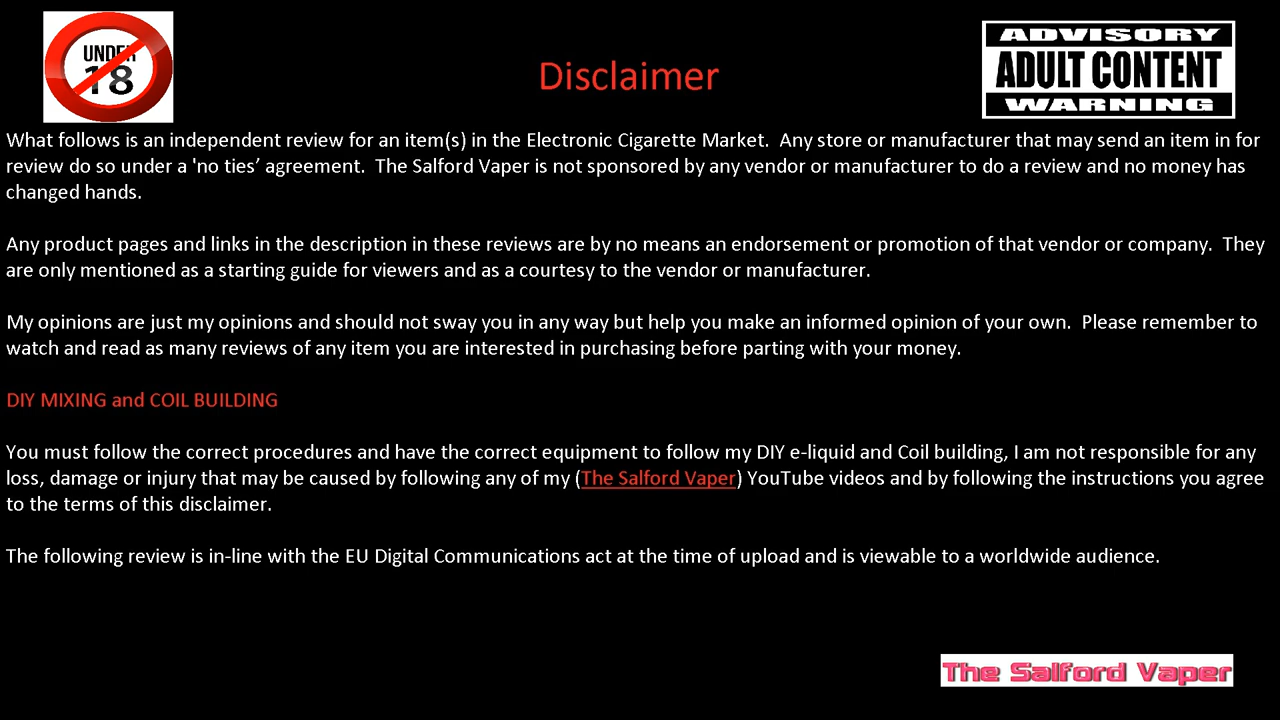 UNDER
18
Disclaimer
ADVISORY
ADULT CONTENT
WARNING
What follows is an independent review for an item(s) in the Electronic Cigarette Market.  Any store or manufacturer that may send an item in for
review do so under a 'no ties’ agreement.  The Salford Vaper is not sponsored by any vendor or manufacturer to do a review and no money has
changed hands.
Any product pages and links in the description in these reviews are by no means an endorsement or promotion of that vendor or company.  They
are only mentioned as a starting guide for viewers and as a courtesy to the vendor or manufacturer.
My opinions are just my opinions and should not sway you in any way but help you make an informed opinion of your own.  Please remember to
watch and read as many reviews of any item you are interested in purchasing before parting with your money.
DIY MIXING and COIL BUILDING
You must follow the correct procedures and have the correct equipment to follow my DIY e-liquid and Coil building, I am not responsible for any
loss, damage or injury that may be caused by following any of my (The Salford Vaper) YouTube videos and by following the instructions you agree
to the terms of this disclaimer.
The following review is in-line with the EU Digital Communications act at the time of upload and is viewable to a worldwide audience.
The Salford Vaper